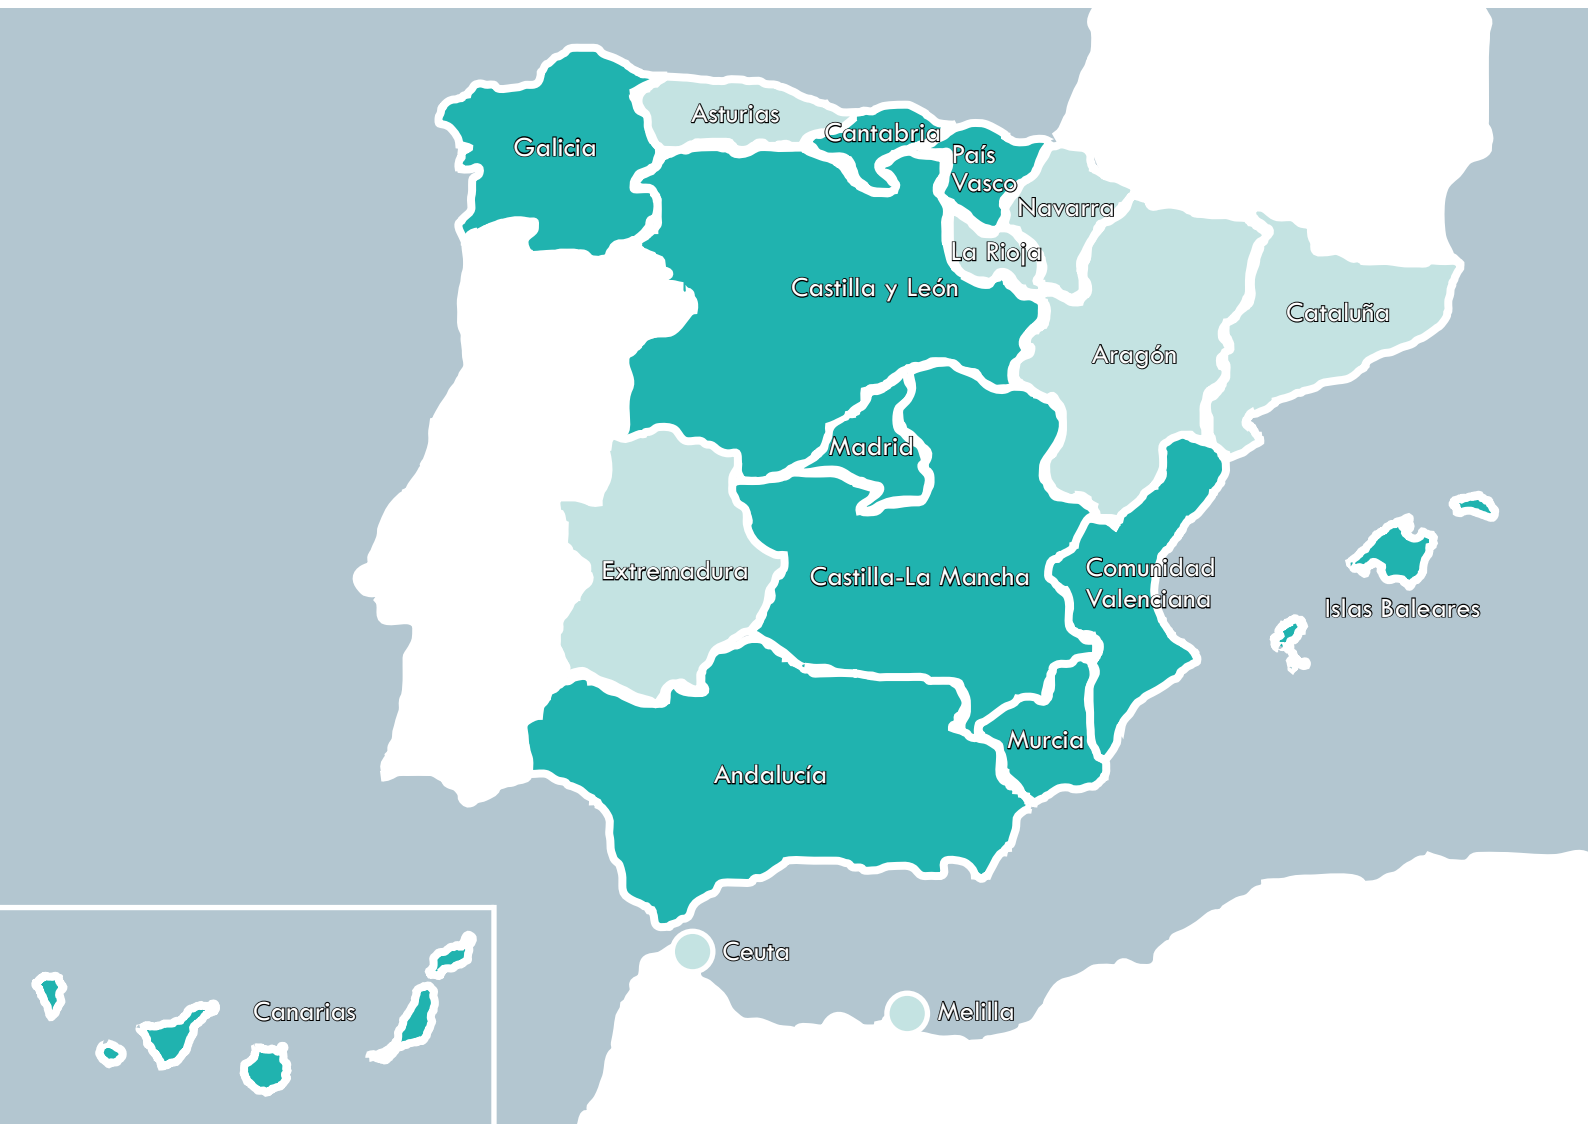 Asturias
Cantabria
Galicia
País
Vasco
Navarra
La Rioja
Castilla y León
Cataluña
Aragón
Madrid
Extremadura
Castilla-La Mancha
Comunidad
Valenciana
Islas Baleares
Murcia
Andalucía
Ceuta
Canarias
Melilla